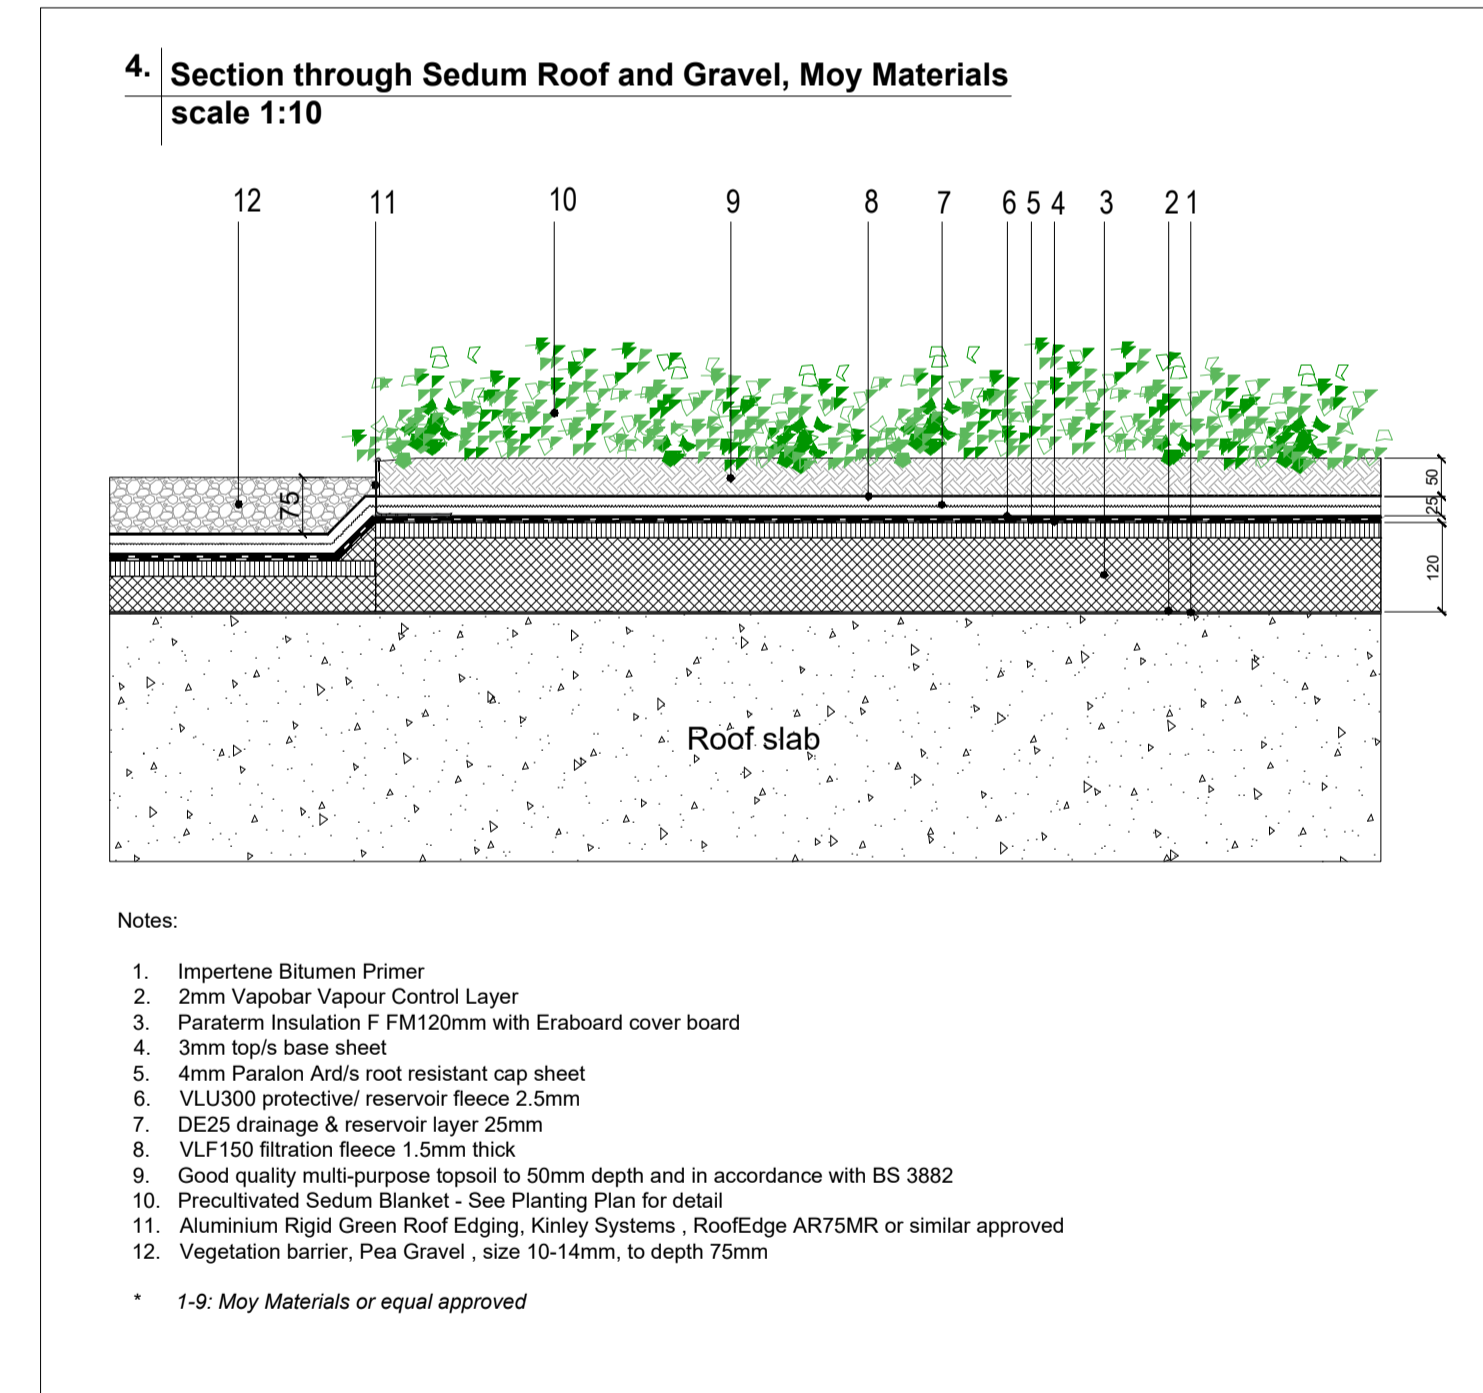 4. Section through Sedum Roof and Gravel, Moy Materials
scale 1:10
12 11 10 9 8 7 6 5 4 3 2 1
75
50
25
120
Roof slab
Notes:
1. Impertene Bitumen Primer
2. 2mm Vapobar Vapour Control Layer
3. Paraterm Insulation F FM120mm with Eraboard cover board
4. 3mm top/s base sheet
5. 4mm Paralon Ard/s root resistant cap sheet
6. VLU300 protective/ reservoir fleece 2.5mm
7. DE25 drainage & reservoir layer 25mm
8. VLF150 filtration fleece 1.5mm thick
9. Good quality multi-purpose topsoil to 50mm depth and in accordance with BS 3882
10. Precultivated Sedum Blanket - See Planting Plan for detail
11. Aluminium Rigid Green Roof Edging, Kinley Systems , RoofEdge AR75MR or similar approved
12. Vegetation barrier, Pea Gravel , size 10-14mm, to depth 75mm
* 1-9: Moy Materials or equal approved